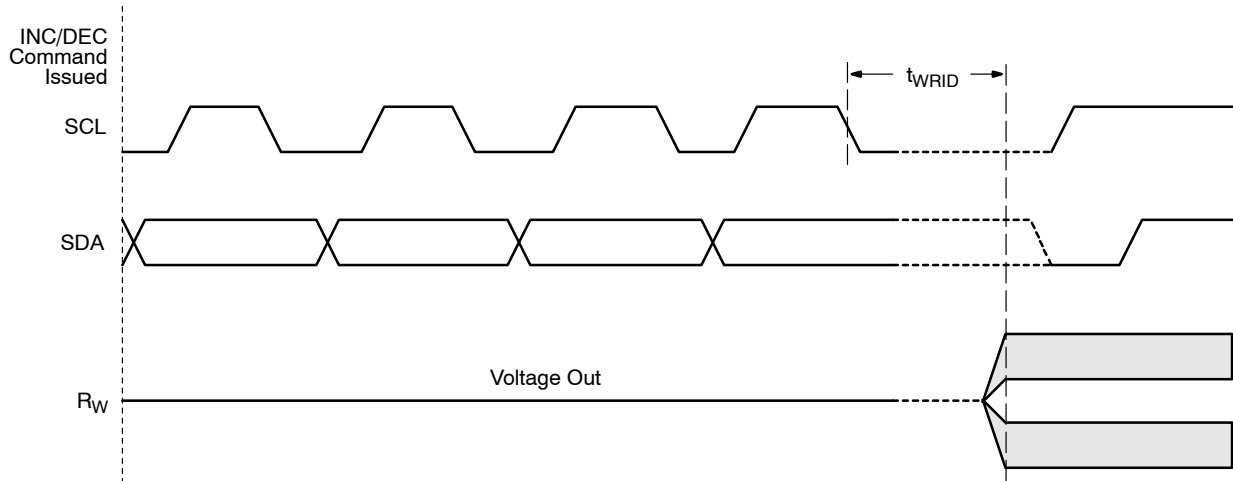 INC/DEC
Command
Issued
tWRID
SCL
SDA
Voltage Out
RW